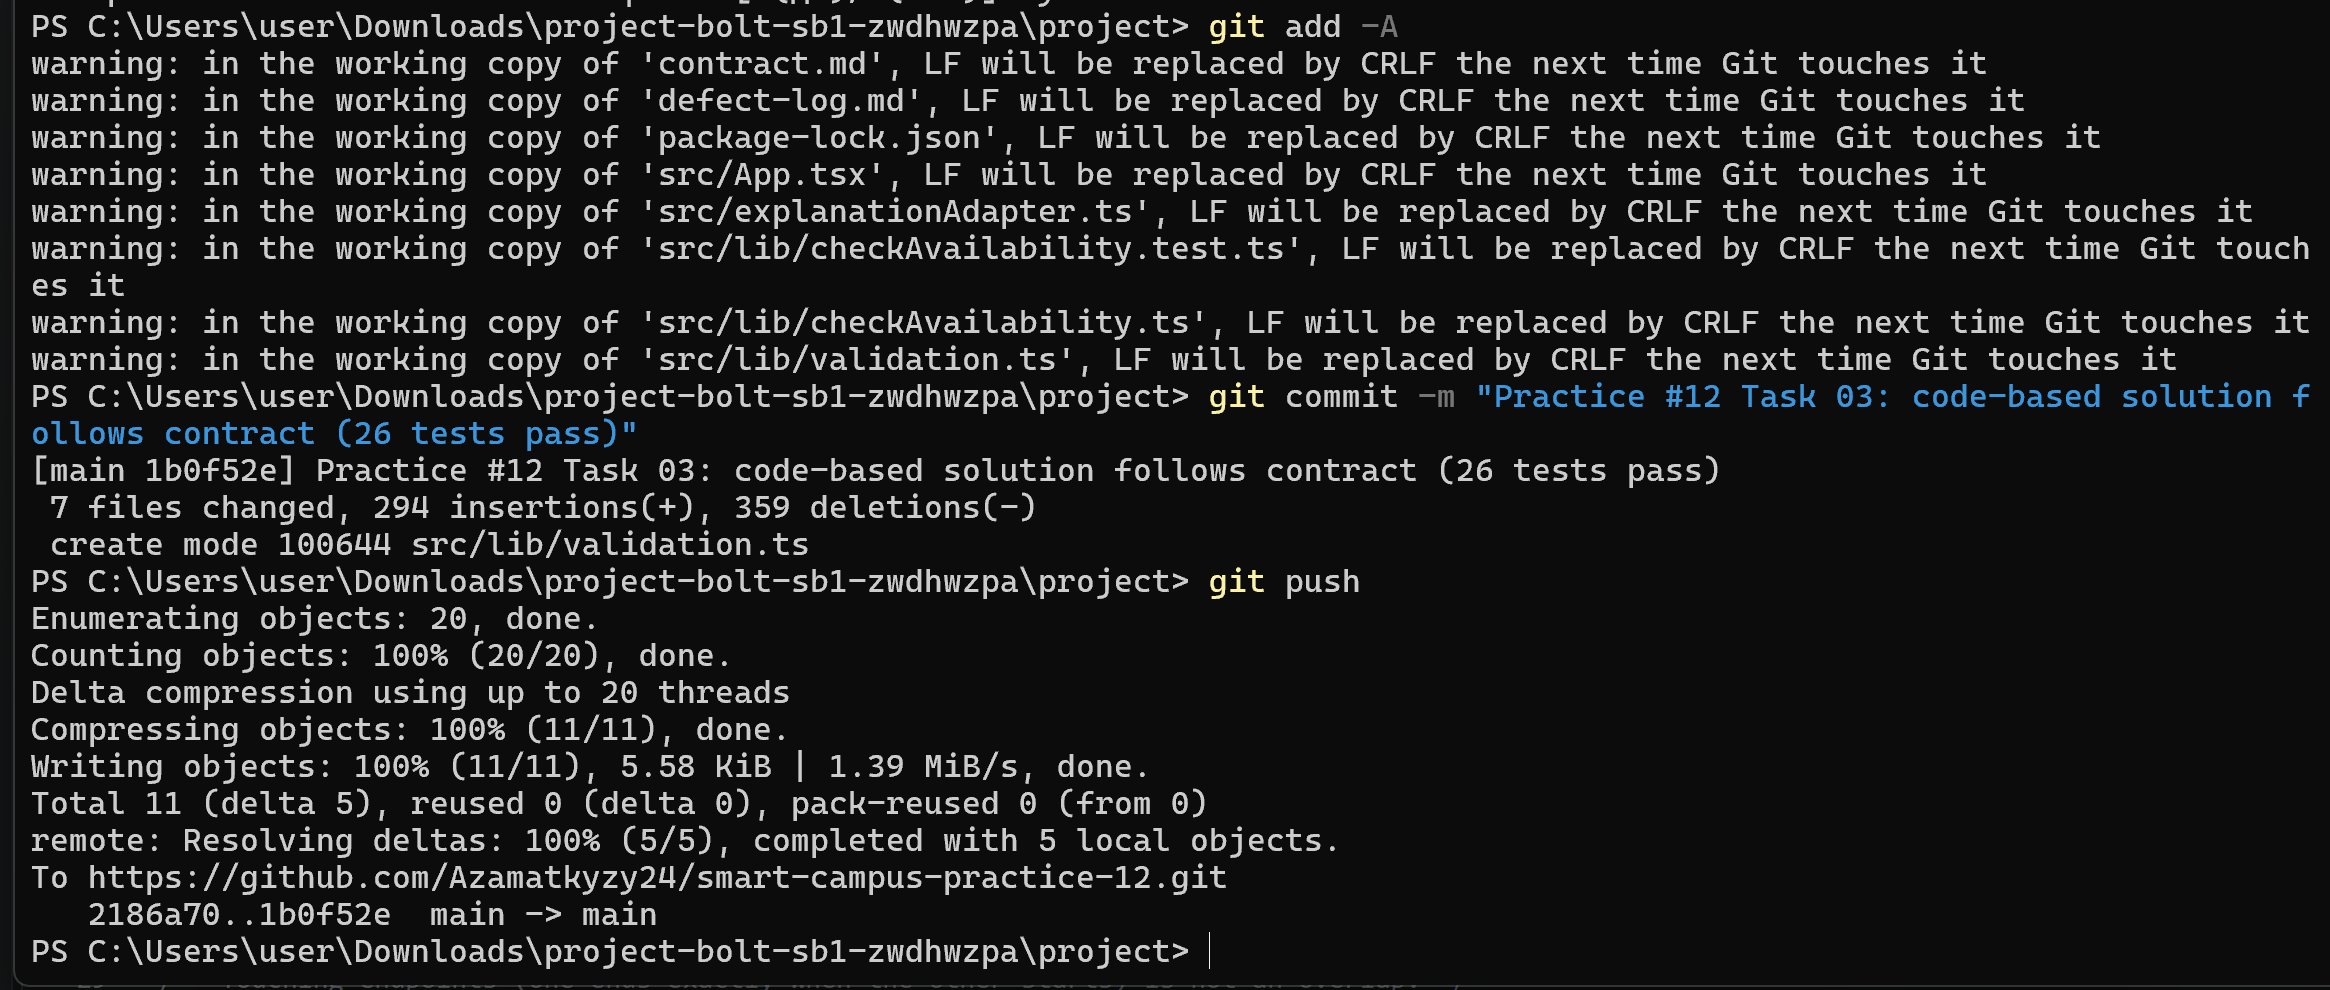 PS C:\Users\user\Downloads\project-bolt-sb1-zwdhwzpa\project> git add -A
warning: in the working copy of 'contract.md', LF will be replaced by CRLF the next time Git touches it
warning: in the working copy of 'defect-log.md', LF will be replaced by CRLF the next time Git touches it
warning: in the working copy of 'package-lock.json', LF will be replaced by CRLF the next time Git touches it
warning: in the working copy of 'src/App.tsx', LF will be replaced by CRLF the next time Git touches it
warning: in the working copy of 'src/explanationAdapter.ts', LF will be replaced by CRLF the next time Git touches it
warning: in the working copy of 'src/lib/checkAvailability.test.ts', LF will be replaced by CRLF the next time Git touch
es it
warning: in the working copy of 'src/lib/checkAvailability.ts', LF will be replaced by CRLF the next time Git touches it
warning: in the working copy of 'src/lib/validation.ts', LF will be replaced by CRLF the next time Git touches it
PS C:\Users\user\Downloads\project-bolt-sb1-zwdhwzpa\project> git commit -m "Practice #12 Task 03: code-based solution f
ollows contract (26 tests pass)"
[main 1b0f52e] Practice #12 Task 03: code-based solution follows contract (26 tests pass)
 7 files changed, 294 insertions(+), 359 deletions(-)
 create mode 100644 src/lib/validation.ts
PS C:\Users\user\Downloads\project-bolt-sb1-zwdhwzpa\project> git push
Enumerating objects: 20, done.
Counting objects: 100% (20/20), done.
Delta compression using up to 20 threads
Compressing objects: 100% (11/11), done.
Writing objects: 100% (11/11), 5.58 KiB | 1.39 MiB/s, done.
Total 11 (delta 5), reused 0 (delta 0), pack-reused 0 (from 0)
remote: Resolving deltas: 100% (5/5), completed with 5 local objects.
To https://github.com/Azamatkyzy24/smart-campus-practice-12.git
   2186a70..1b0f52e  main -> main
PS C:\Users\user\Downloads\project-bolt-sb1-zwdhwzpa\project>